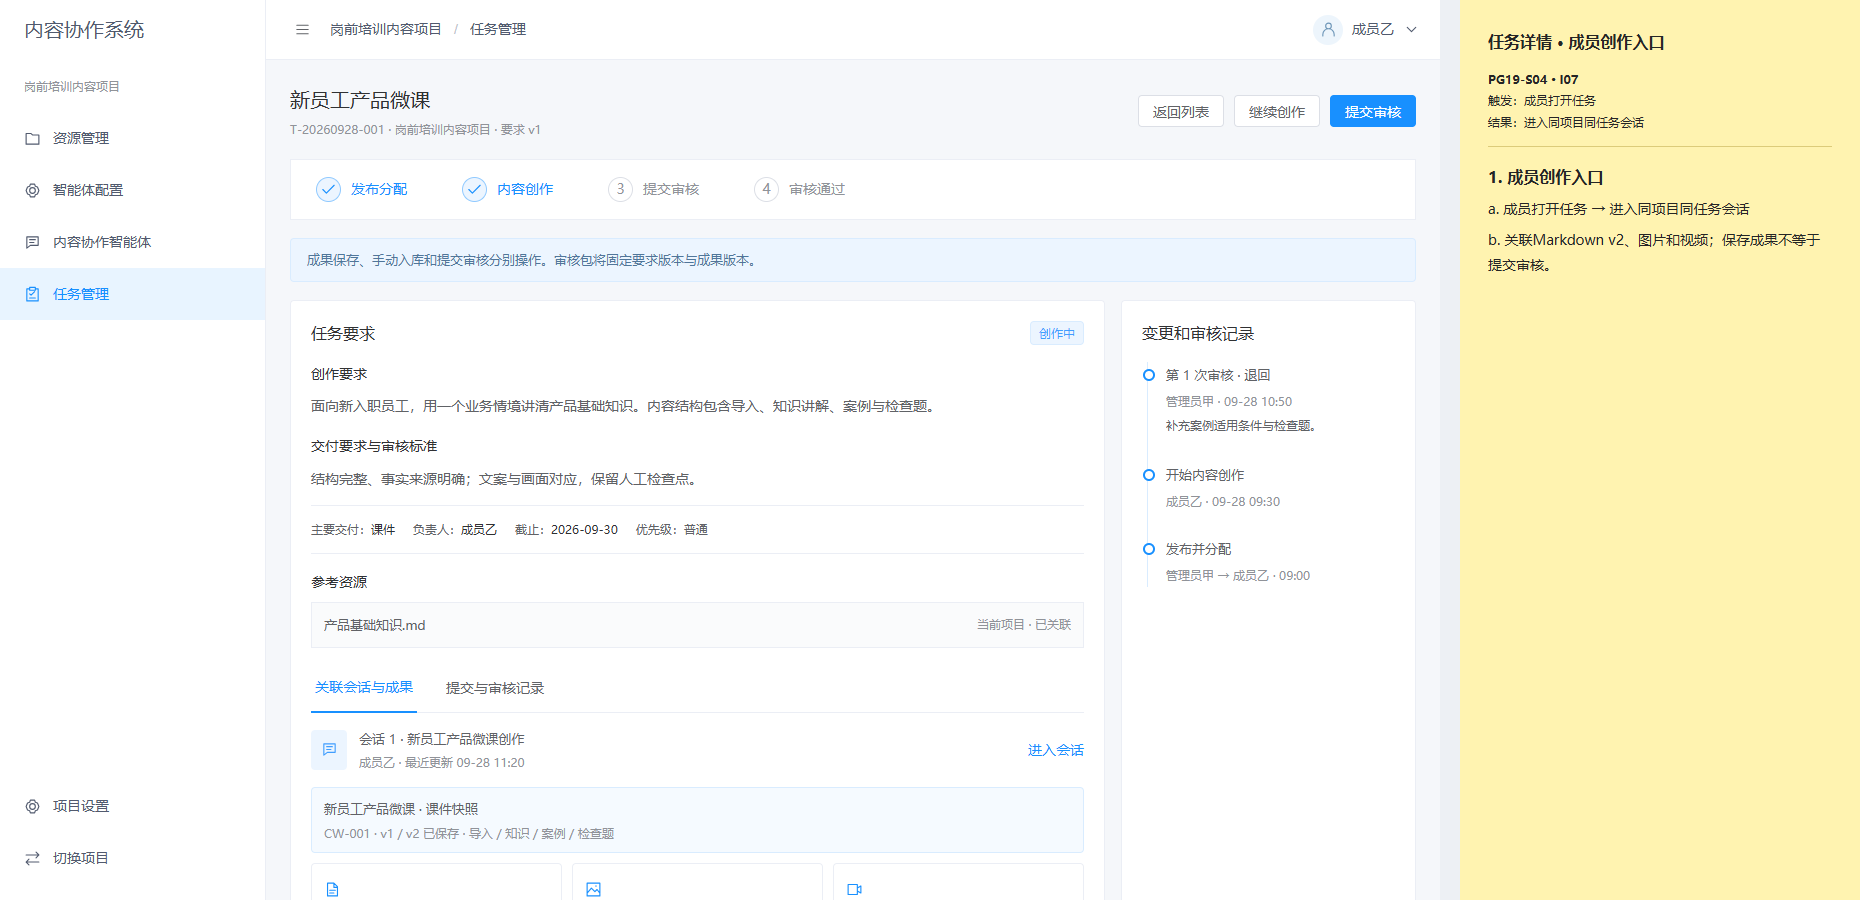 内容协作系统
岗前培训内容项目
资源管理
智能体配置
内容协作智能体
任务管理
项目设置
切换项目
岗前培训内容项目 / 任务管理
成员乙
新员工产品微课
T-20260928-001 · 岗前培训内容项目 · 要求 v1
返回列表
继续创作
提交审核
发布分配
内容创作
3 提交审核
4 审核通过
成果保存、手动入库和提交审核分别操作。审核包将固定要求版本与成果版本。
任务要求
创作中
创作要求
面向新入职员工，用一个业务情境讲清产品基础知识。内容结构包含导入、知识讲解、案例与检查题。
交付要求与审核标准
结构完整、事实来源明确；文案与画面对应，保留人工检查点。
主要交付：课件 负责人：成员乙 截止：2026-09-30 优先级：普通
参考资源
产品基础知识.md
当前项目 · 已关联
关联会话与成果
提交与审核记录
会话 1 · 新员工产品微课创作
成员乙 · 最近更新 09-28 11:20
进入会话
新员工产品微课 · 课件快照
CW-001 · v1 / v2 已保存 · 导入 / 知识 / 案例 / 检查题
变更和审核记录
第 1 次审核 · 退回
管理员甲 · 09-28 10:50
补充案例适用条件与检查题。
开始内容创作
成员乙 · 09-28 09:30
发布并分配
管理员甲 → 成员乙 · 09:00
任务详情 • 成员创作入口
PG19-S04 • I07
触发：成员打开任务
结果：进入同项目同任务会话
1. 成员创作入口
a. 成员打开任务 → 进入同项目同任务会话
b. 关联Markdown v2、图片和视频；保存成果不等于
提交审核。